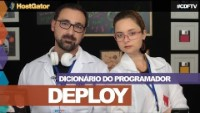 HostGator
#CDFTV
DICIONÁRIO DO PROGRAMADOR
DEPLOY